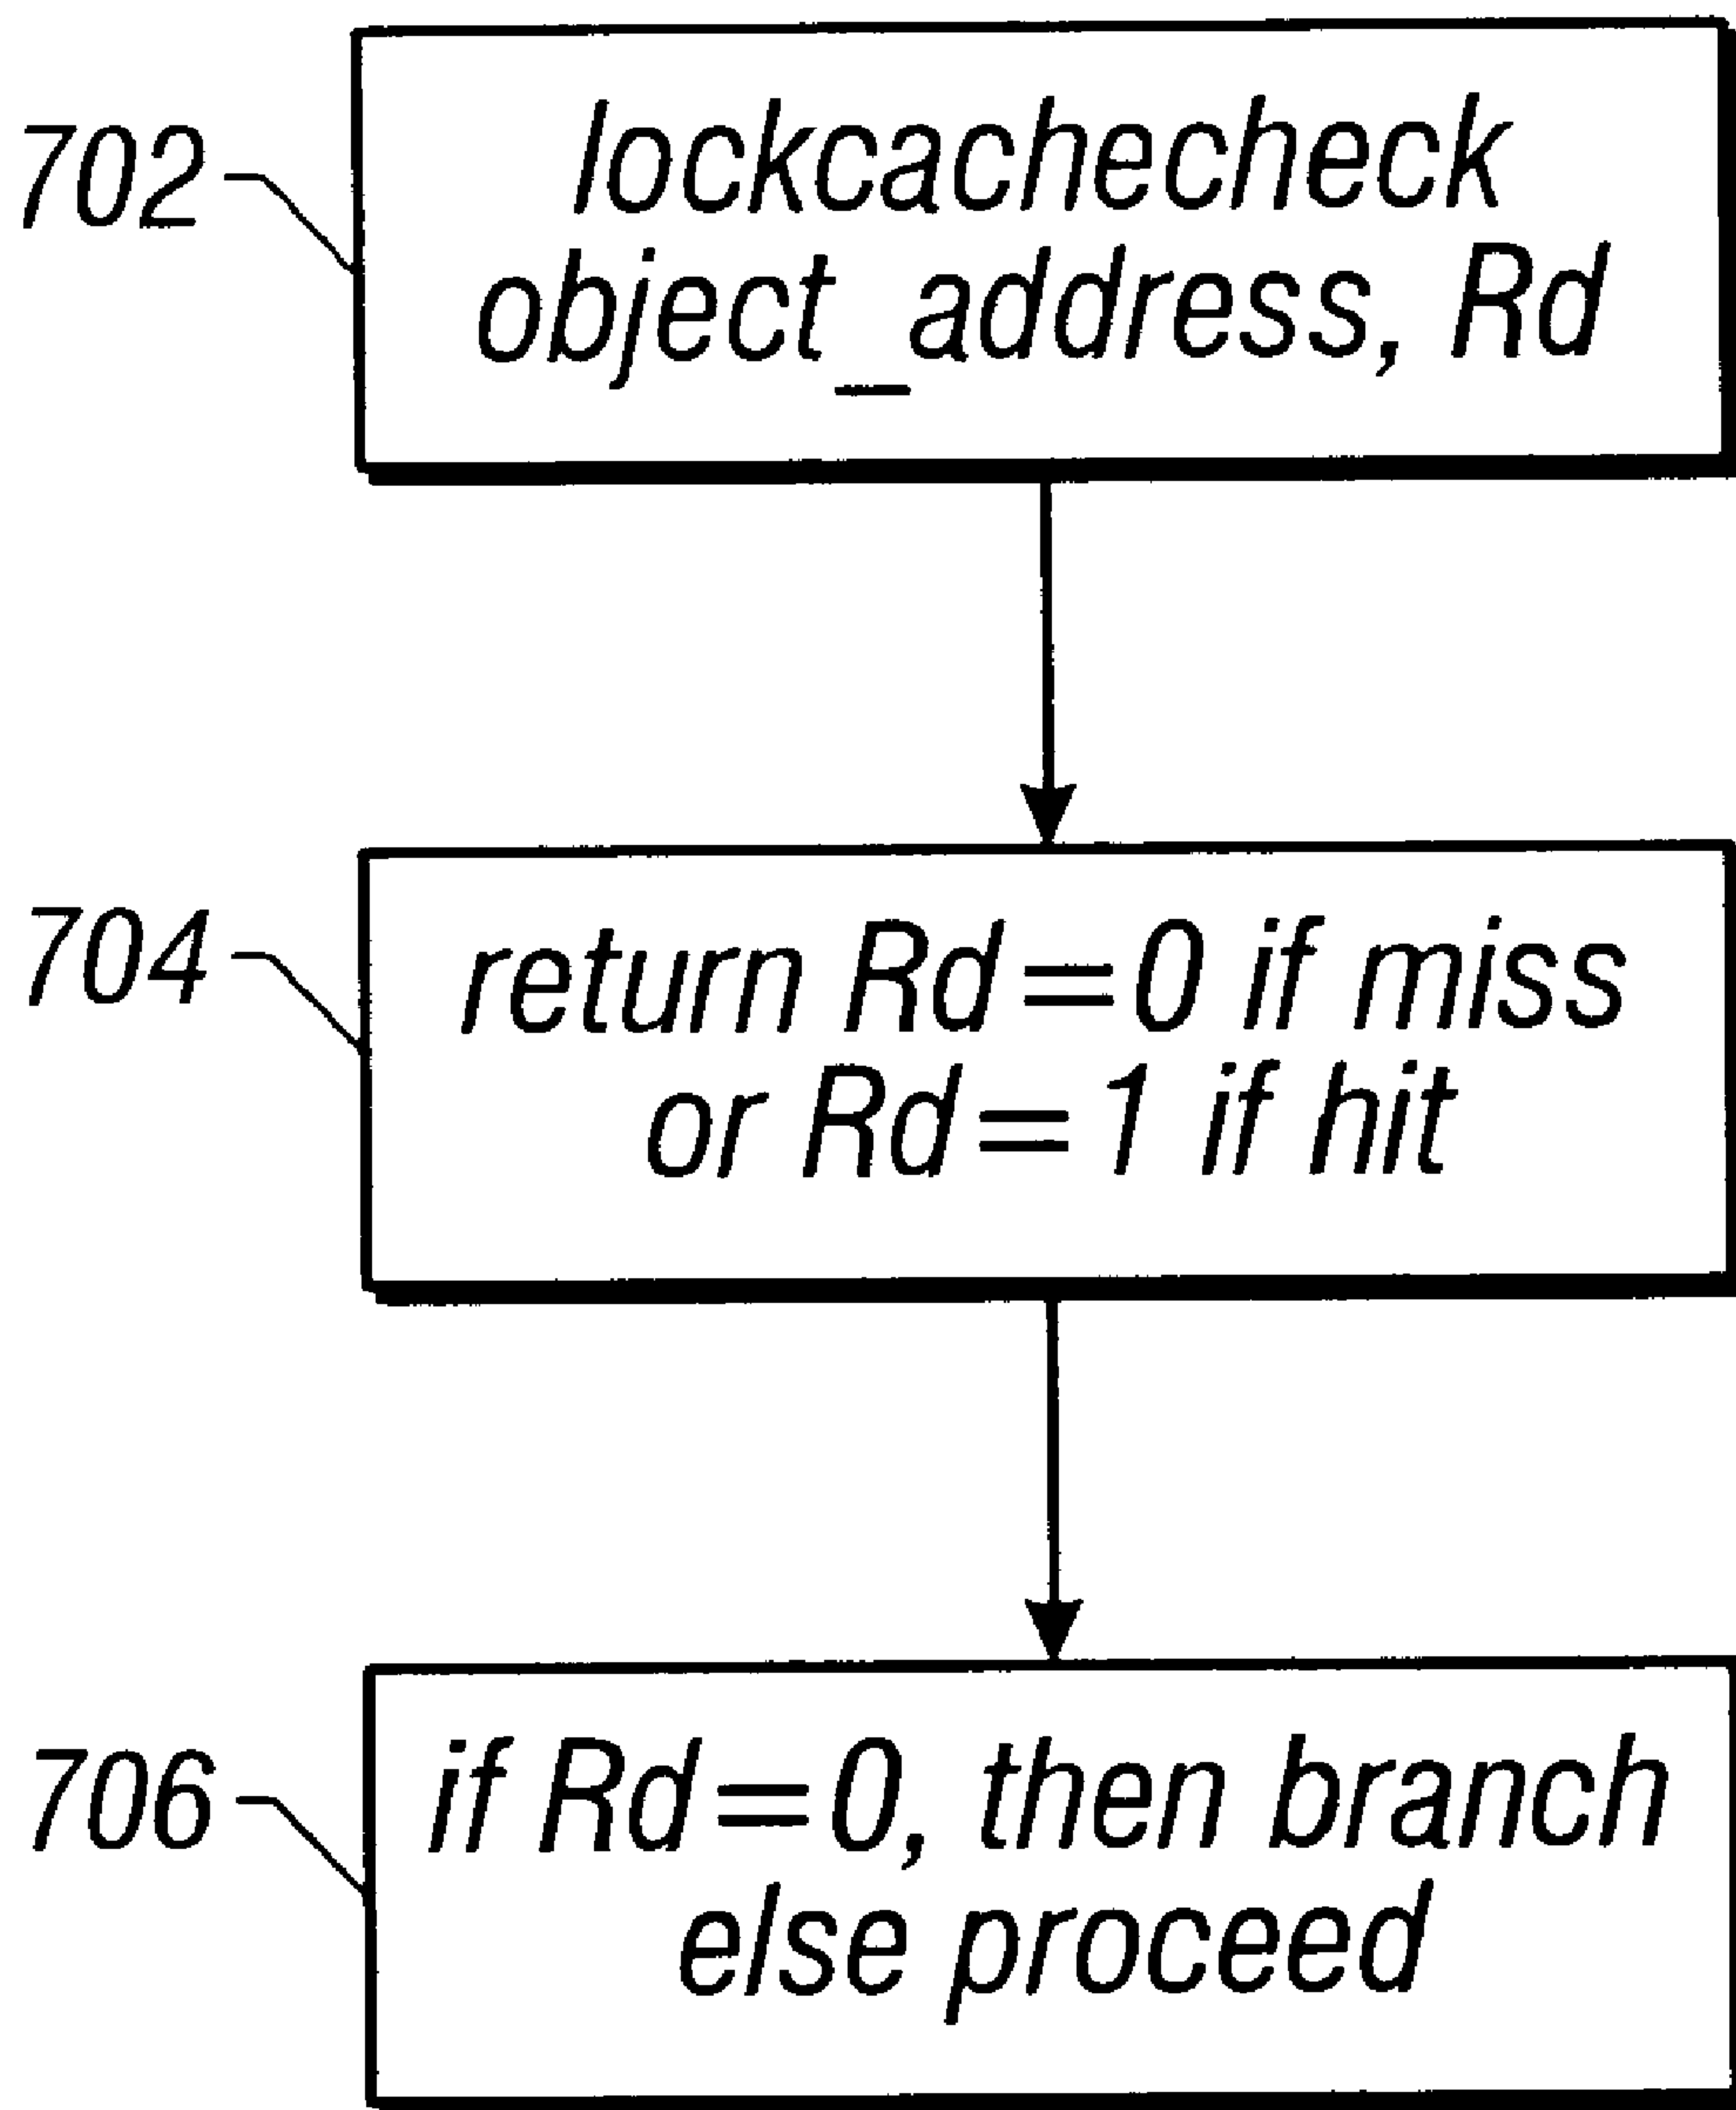 702
lockcachecheck
object_address, Rd
704
return Rd=0 if miss
or Rd=1 if hit
706
if Rd=0, then branch
else proceed